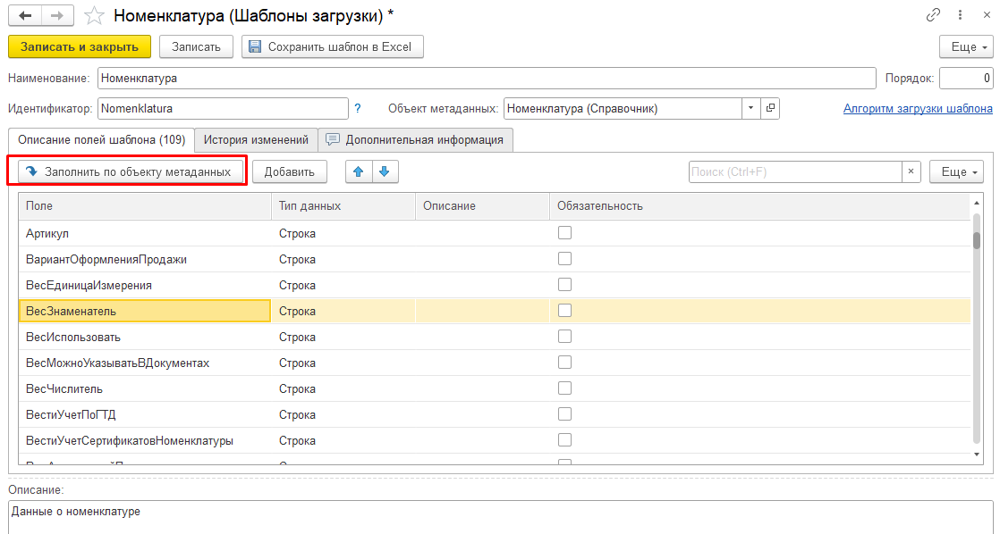 Номенклатура (Шаблоны загрузки) *
Записать и закрыть Записать Сохранить шаблон в Excel Еще
Наименование: Номенклатура Порядок: 0
Идентификатор: Nomenklatura ? Объект метаданных: Номенклатура (Справочник) Алгоритм загрузки шаблона
Описание полей шаблона (109) История изменений Дополнительная информация
Заполнить по объекту метаданных Добавить Поиск (Ctrl+F) × Еще
Поле Тип данных Описание Обязательность
Артикул Строка
ВариантОформленияПродажи Строка
ВесЕдиницаИзмерения Строка
ВесЗнаменатель Строка
ВесИспользовать Строка
ВесМожноУказыватьВДокументах Строка
ВесЧислитель Строка
ВестиУчетПоГТД Строка
ВестиУчетСертификатовНоменклатуры Строка
Описание:
Данные о номенклатуре